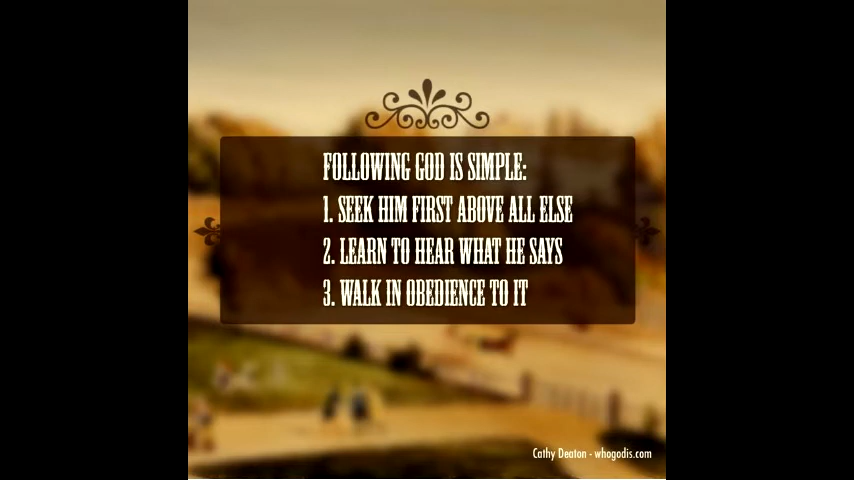 FOLLOWING GOD IS SIMPLE:
1. SEEK HIM FIRST ABOVE ALL ELSE
2. LEARN TO HEAR WHAT HE SAYS
3. WALK IN OBEDIENCE TO IT
Cathy Deaton - whogodis.com